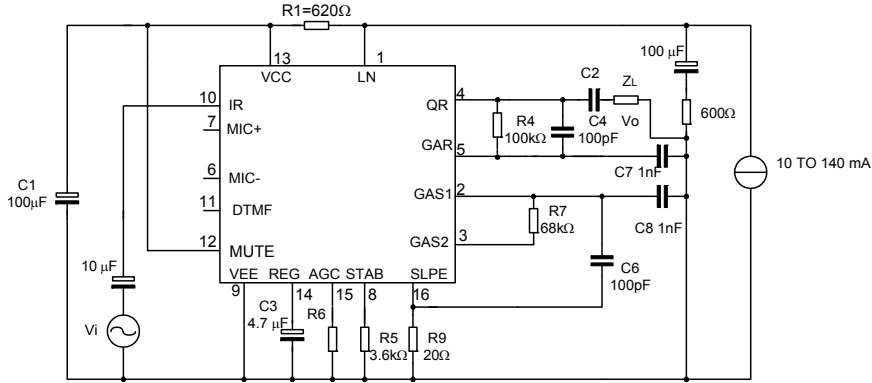 R1=620Ω
100 µF
13
1
VCC
LN
C2
ZL
10
IR
4
QR
600Ω
7
MIC+
R4
100kΩ
C4
100pF
Vo
GAR
5
10 TO 140 mA
6
MIC-
C7 1nF
C1
100µF
GAS1
2
11
DTMF
R7
68kΩ
C8 1nF
12
MUTE
GAS2
3
C6
100pF
10 µF
VEE
REG
AGC
STAB
SLPE
9
14
15
8
16
C3
4.7 µF
R6
Vi
R5
3.6kΩ
R9
20Ω